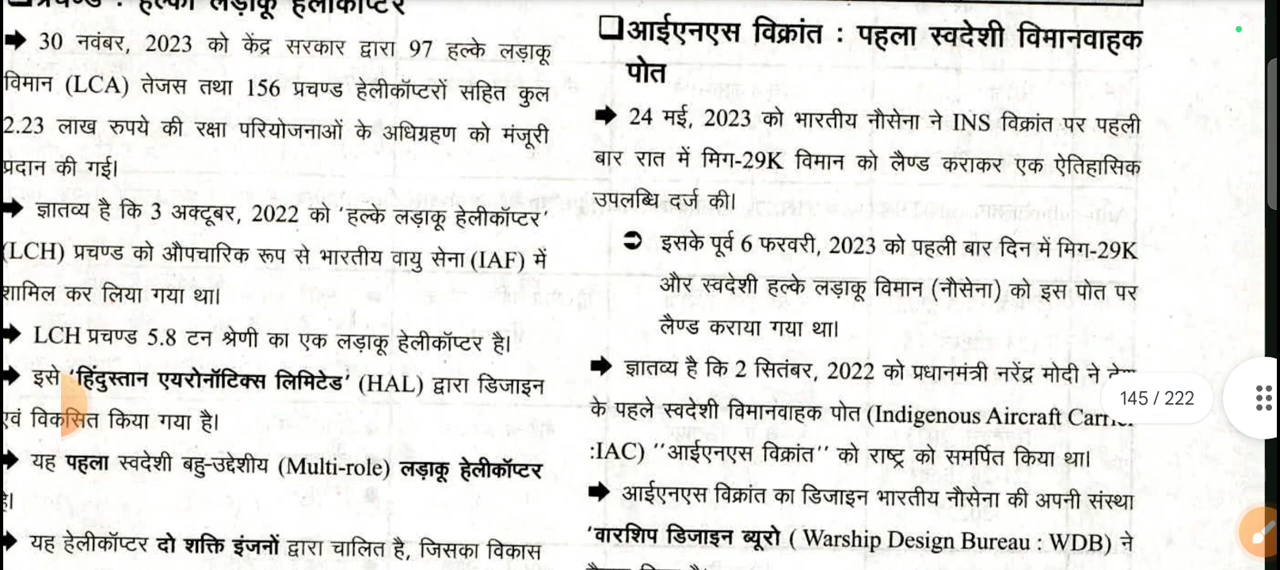 प्रचण्ड : हल्का लड़ाकू हेलीकॉप्टर
➡ 30 नवंबर, 2023 को केंद्र सरकार द्वारा 97 हल्के लड़ाकू
विमान (LCA) तेजस तथा 156 प्रचण्ड हेलीकॉप्टरों सहित कुल
2.23 लाख रुपये की रक्षा परियोजनाओं के अधिग्रहण को मंजूरी
प्रदान की गई।
➡ ज्ञातव्य है कि 3 अक्टूबर, 2022 को 'हल्के लड़ाकू हेलीकॉप्टर'
(LCH) प्रचण्ड को औपचारिक रूप से भारतीय वायु सेना (IAF) में
शामिल कर लिया गया था।
➡ LCH प्रचण्ड 5.8 टन श्रेणी का एक लड़ाकू हेलीकॉप्टर है।
➡ इसे 'हिंदुस्तान एयरोनॉटिक्स लिमिटेड' (HAL) द्वारा डिजाइन
एवं विकसित किया गया है।
➡ यह पहला स्वदेशी बहु-उद्देशीय (Multi-role) लड़ाकू हेलीकॉप्टर
है।
➡ यह हेलीकॉप्टर दो शक्ति इंजनों द्वारा चालित है, जिसका विकास
❑आईएनएस विक्रांत : पहला स्वदेशी विमानवाहक
पोत
➡ 24 मई, 2023 को भारतीय नौसेना ने INS विक्रांत पर पहली
बार रात में मिग-29K विमान को लैण्ड कराकर एक ऐतिहासिक
उपलब्धि दर्ज की।
➲ इसके पूर्व 6 फरवरी, 2023 को पहली बार दिन में मिग-29K
और स्वदेशी हल्के लड़ाकू विमान (नौसेना) को इस पोत पर
लैण्ड कराया गया था।
➡ ज्ञातव्य है कि 2 सितंबर, 2022 को प्रधानमंत्री नरेंद्र मोदी ने
के पहले स्वदेशी विमानवाहक पोत (Indigenous Aircraft
:IAC) ''आईएनएस विक्रांत'' को राष्ट्र को समर्पित किया था।
➡ आईएनएस विक्रांत का डिजाइन भारतीय नौसेना की अपनी संस्था
'वारशिप डिजाइन ब्यूरो ( Warship Design Bureau : WDB) ने
145 / 222